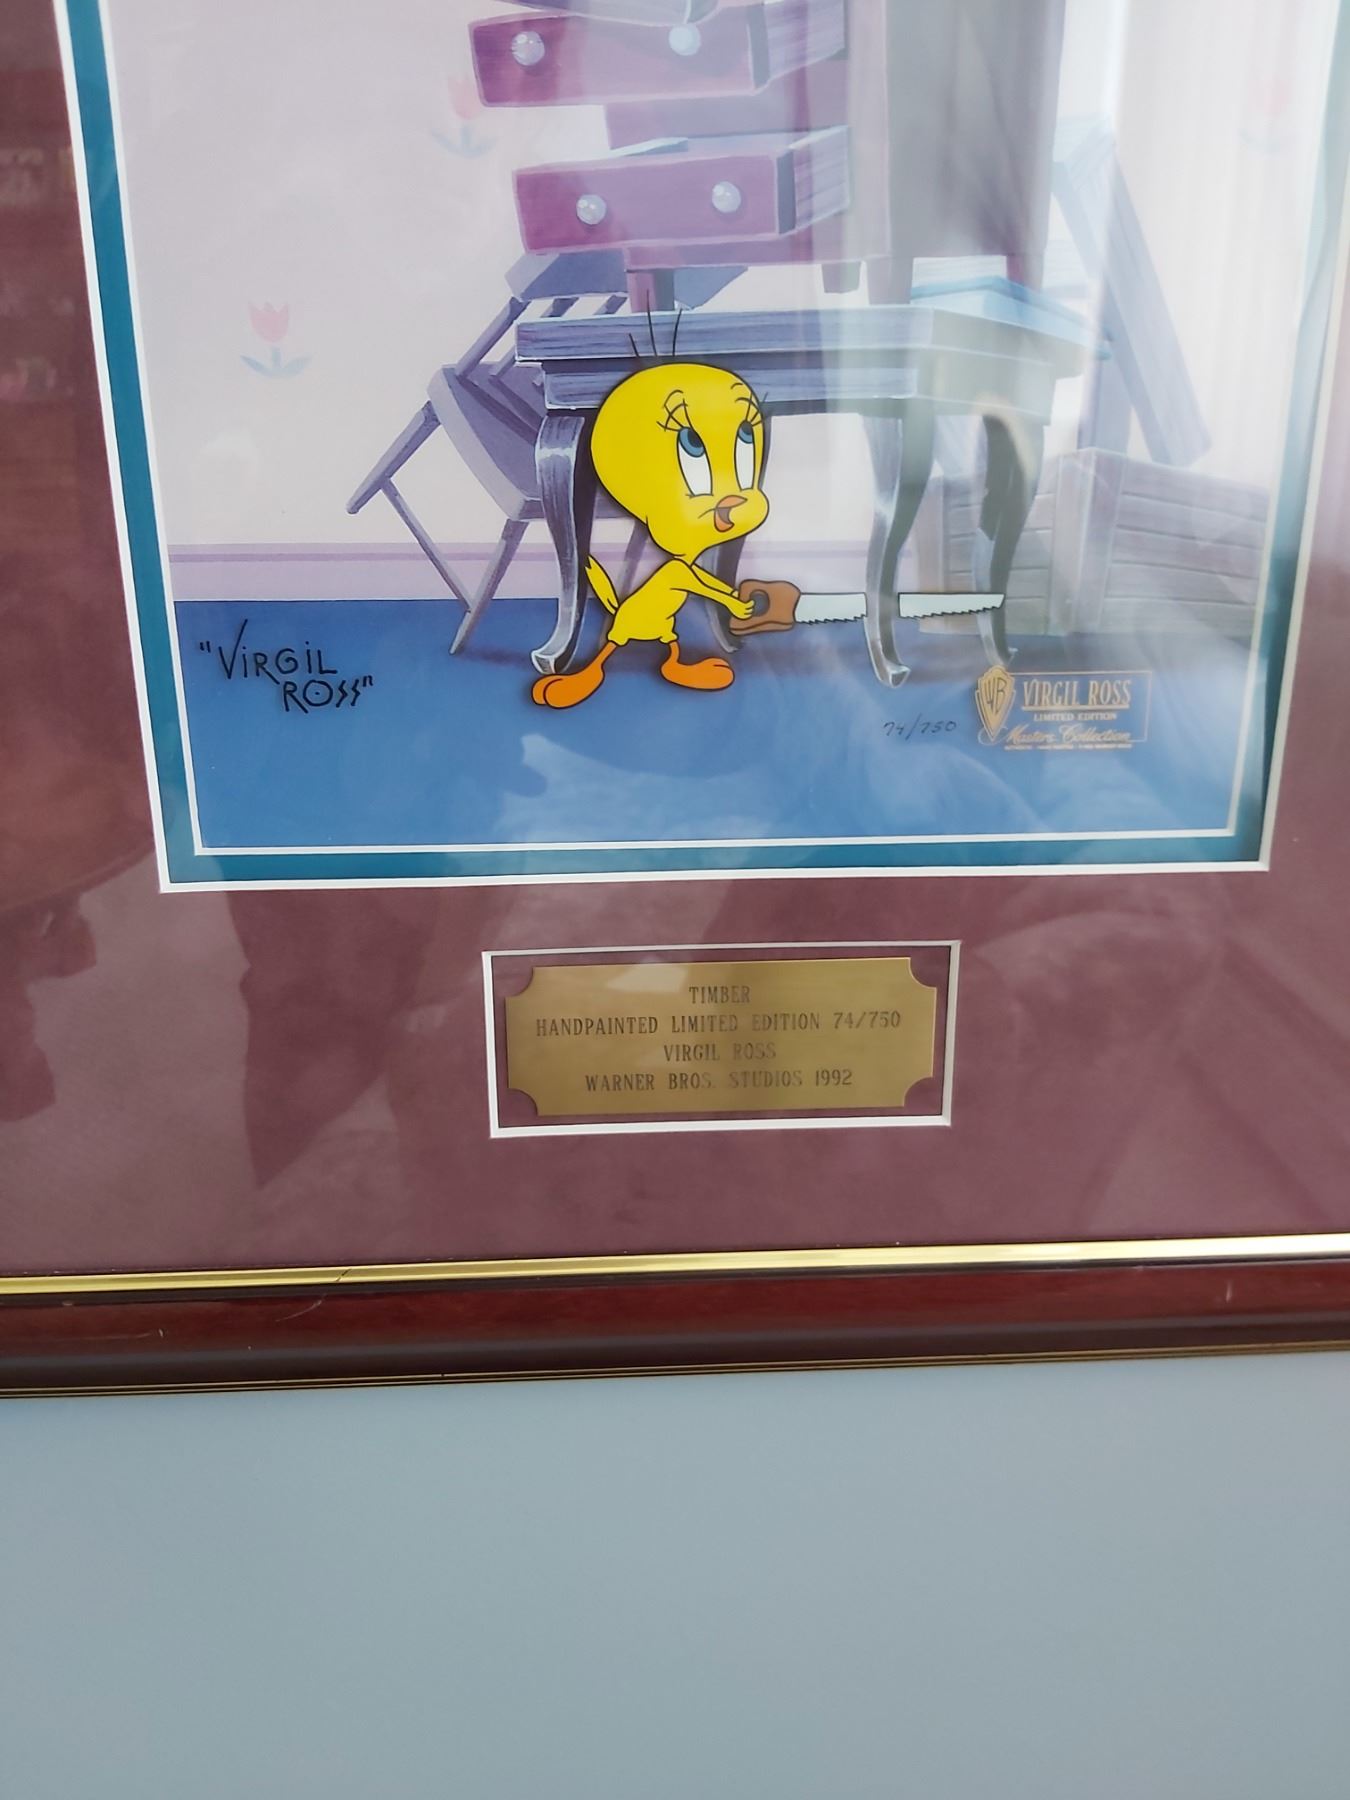 "VIRGIL
ROSS"
74/750
WB
VIRGIL ROSS
LIMITED EDITION
Masters Collection
TIMBER
HANDPAINTED LIMITED EDITION 74/750
VIRGIL ROSS
WARNER BROS. STUDIOS 1992